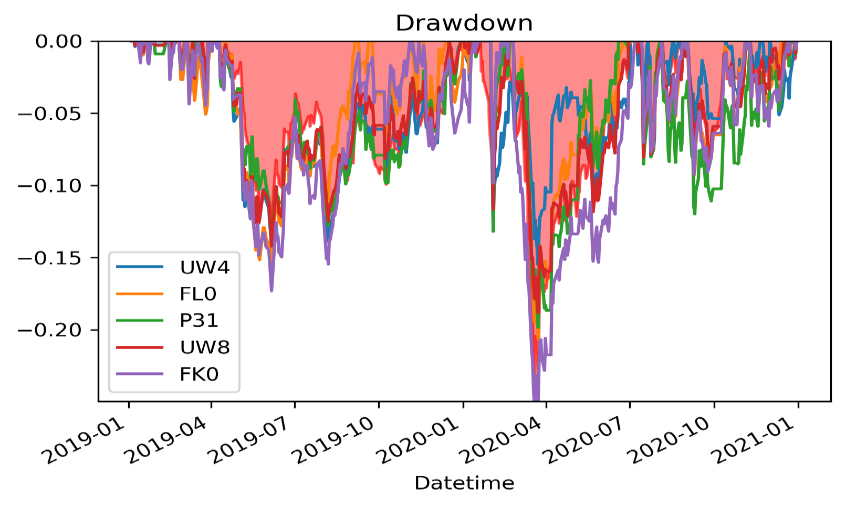 Drawdown
0.00
−0.05
−0.10
−0.15
−0.20
UW4
FL0
P31
UW8
FK0
2019-01
2019-04
2019-07
2019-10
2020-01
2020-04
2020-07
2020-10
2021-01
Datetime